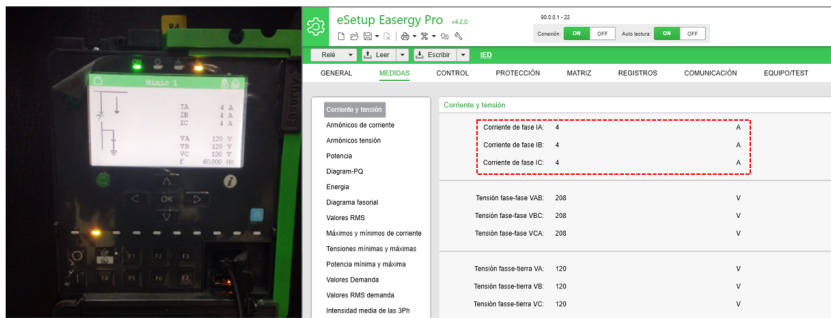 Mimic 1
IA 4 A
IB 4 A
IC 4 A
VA 120 V
VB 120 V
VC 120 V
f 60.000 Hz
OK
F1 F2 F3
eSetup Easergy Pro v4.2.0
90.0.0.1 - 22
Conexión: ON OFF Auto lectura: ON OFF
Relé Leer Escribir IED
GENERAL MEDIDAS CONTROL PROTECCIÓN MATRIZ REGISTROS COMUNICACIÓN EQUIPO/TEST
Corriente y tensión
Armónicos de corriente
Armónicos tensión
Potencia
Diagram-PQ
Energia
Diagrama fasorial
Valores RMS
Máximos y mínimos de corriente
Tensiones mínimas y máximas
Potencia mínima y máxima
Valores Demanda
Valores RMS demanda
Intensidad media de las 3Ph
Corriente y tensión
Corriente de fase IA: 4 A
Corriente de fase IB: 4 A
Corriente de fase IC: 4 A
Tensión fase-fase VAB: 208 V
Tensión fase-fase VBC: 208 V
Tensión fase-fase VCA: 208 V
Tensión fasse-tierra VA: 120 V
Tensión fasse-tierra VB: 120 V
Tensión fasse-tierra VC: 120 V